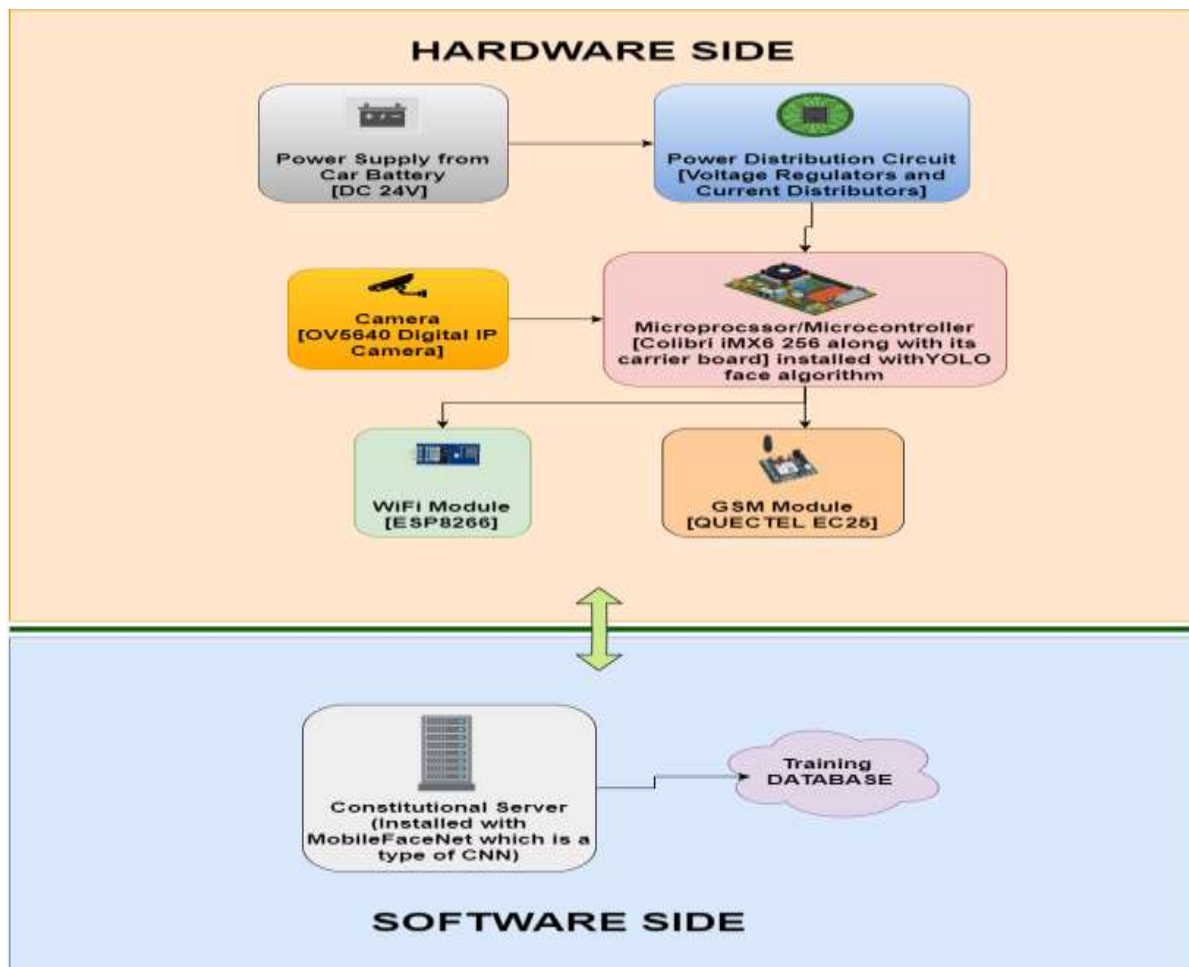 HARDWARE SIDE
Power Supply from
Car Battery
[DC 24V]
Power Distribution Circuit
[Voltage Regulators and
Current Distributors]
Camera
[OV5640 Digital IP
Camera]
Microprocssor/Microcontroller
[Colibri iMX6 256 along with its
carrier board] installed withYOLO
face algorithm
WiFi Module
[ESP8266]
GSM Module
[QUECTEL EC25]
Constitutional Server
(Installed with
MobileFaceNet which is a
type of CNN)
Training
DATABASE
SOFTWARE SIDE